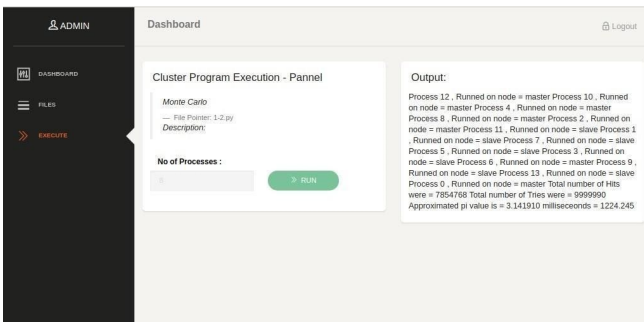 ADMIN
Dashboard
Logout
DASHBOARD
FILES
EXECUTE
Cluster Program Execution - Pannel
Monte Carlo
— File Pointer: 1-2.py
Description:
No of Processes :
RUN
Output:
Process 12 , Runned on node = master Process 10 , Runned
on node = master Process 4 , Runned on node = master
Process 8 , Runned on node = master Process 2 , Runned on
node = master Process 11 , Runned on node = slave Process 1
, Runned on node = slave Process 7 , Runned on node = slave
Process 5 , Runned on node = slave Process 3 , Runned on
node = slave Process 6 , Runned on node = master Process 9 ,
Runned on node = slave Process 13 , Runned on node = slave
Process 0 , Runned on node = master Total number of Hits
were = 7854768 Total number of Tries were = 9999990
Approximated pi value is = 3.141910 milliseceonds = 1224.245